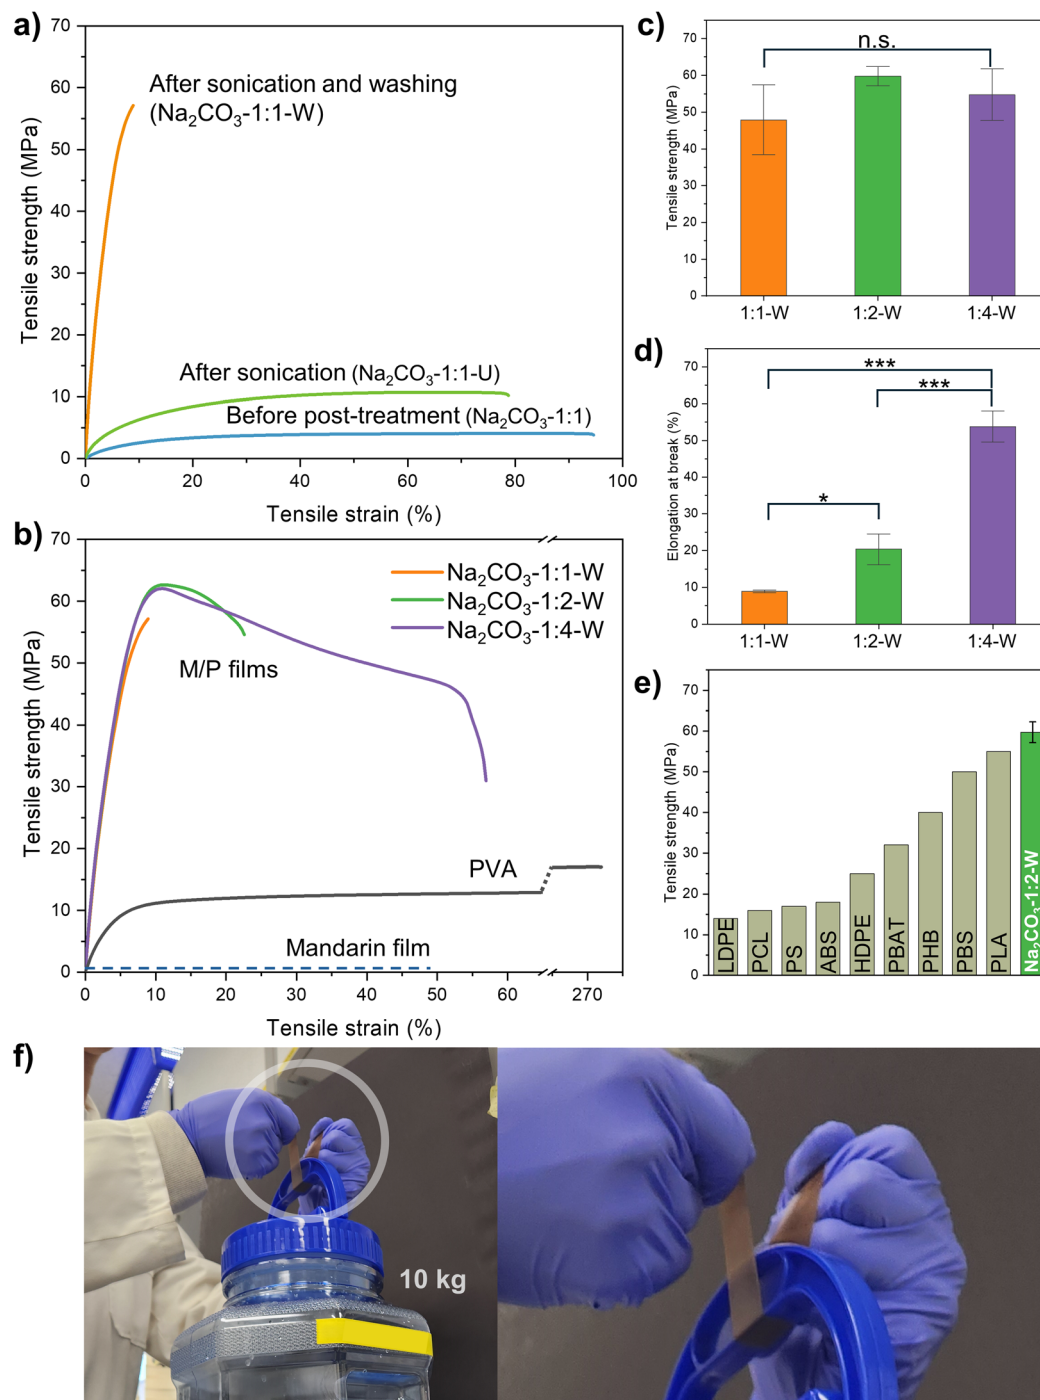 a)
70
60
50
40
30
20
10
0
Tensile strength (MPa)
After sonication and washing
(Na₂CO₃-1:1-W)
After sonication (Na₂CO₃-1:1-U)
Before post-treatment (Na₂CO₃-1:1)
0 20 40 60 80 100
Tensile strain (%)
b)
70
60
50
40
30
20
10
0
Tensile strength (MPa)
Na₂CO₃-1:1-W
Na₂CO₃-1:2-W
Na₂CO₃-1:4-W
M/P films
PVA
Mandarin film
0 10 20 30 40 50 60 270
Tensile strain (%)
c)
70
60
50
40
30
20
10
0
Tensile strength (MPa)
n.s.
1:1-W 1:2-W 1:4-W
d)
70
60
50
40
30
20
10
0
Elongation at break (%)
***
***
*
1:1-W 1:2-W 1:4-W
e)
70
60
50
40
30
20
10
0
Tensile strength (MPa)
LDPE
PCL
PS
ABS
HDPE
PBAT
PHB
PBS
PLA
Na₂CO₃-1:2-W
f)
10 kg